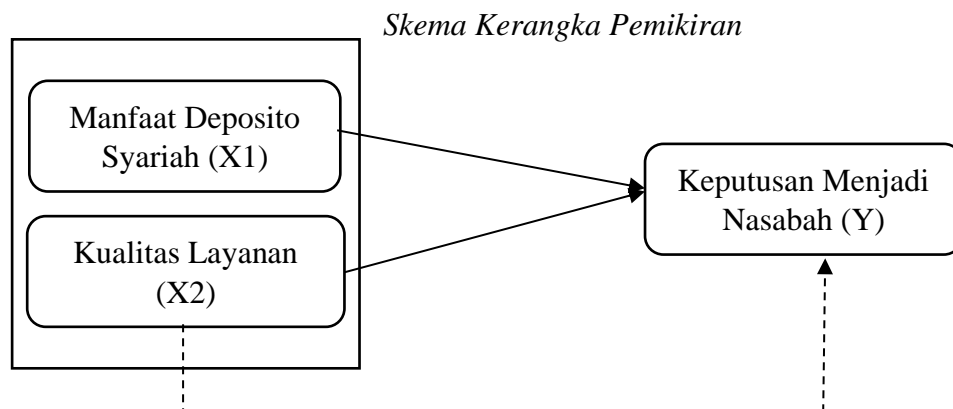 Skema Kerangka Pemikiran
Manfaat Deposito
Syariah (X1)
Keputusan Menjadi
Nasabah (Y)
Kualitas Layanan
(X2)